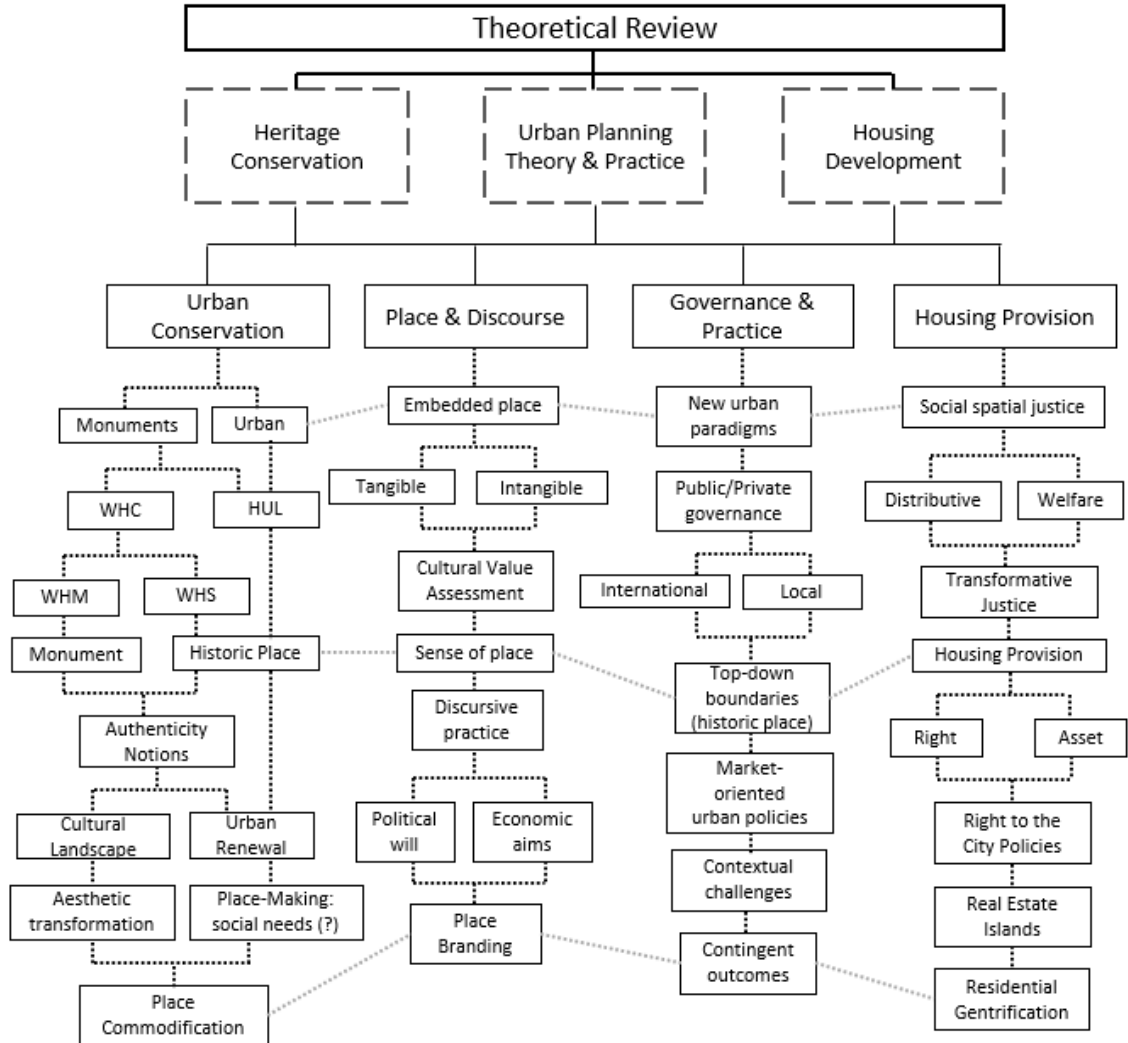 Theoretical Review
Heritage
Conservation
Urban Planning
Theory & Practice
Housing
Development
Urban
Conservation
Place & Discourse
Governance &
Practice
Housing Provision
Monuments
Urban
Embedded place
New urban
paradigms
Social spatial justice
WHC
HUL
Tangible
Intangible
Public/Private
governance
Distributive
Welfare
WHM
WHS
Cultural Value
Assessment
International
Local
Transformative
Justice
Monument
Historic Place
Sense of place
Top-down
boundaries
(historic place)
Housing Provision
Authenticity
Notions
Discursive
practice
Right
Asset
Cultural
Landscape
Urban
Renewal
Political
will
Economic
aims
Market-
oriented
urban policies
Right to the
City Policies
Aesthetic
transformation
Place-Making:
social needs (?)
Place
Branding
Contextual
challenges
Real Estate
Islands
Place
Commodification
Contingent
outcomes
Residential
Gentrification